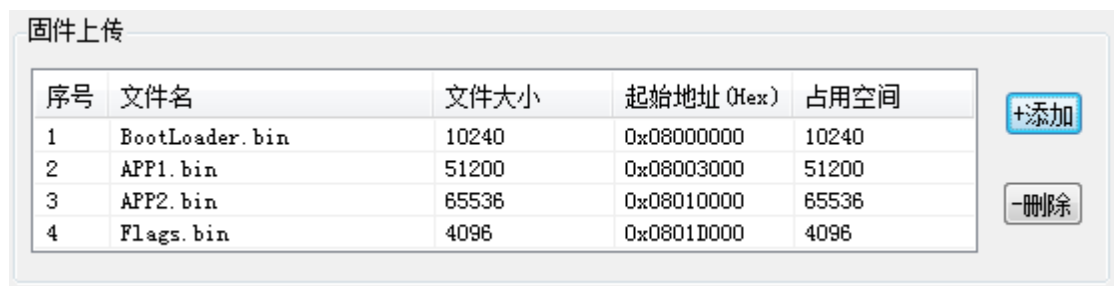 固件上传
序号 文件名 文件大小 起始地址(Hex) 占用空间
1 BootLoader.bin 10240 0x08000000 10240
2 APP1.bin 51200 0x08003000 51200
3 APP2.bin 65536 0x08010000 65536
4 Flags.bin 4096 0x0801D000 4096
+添加
-删除